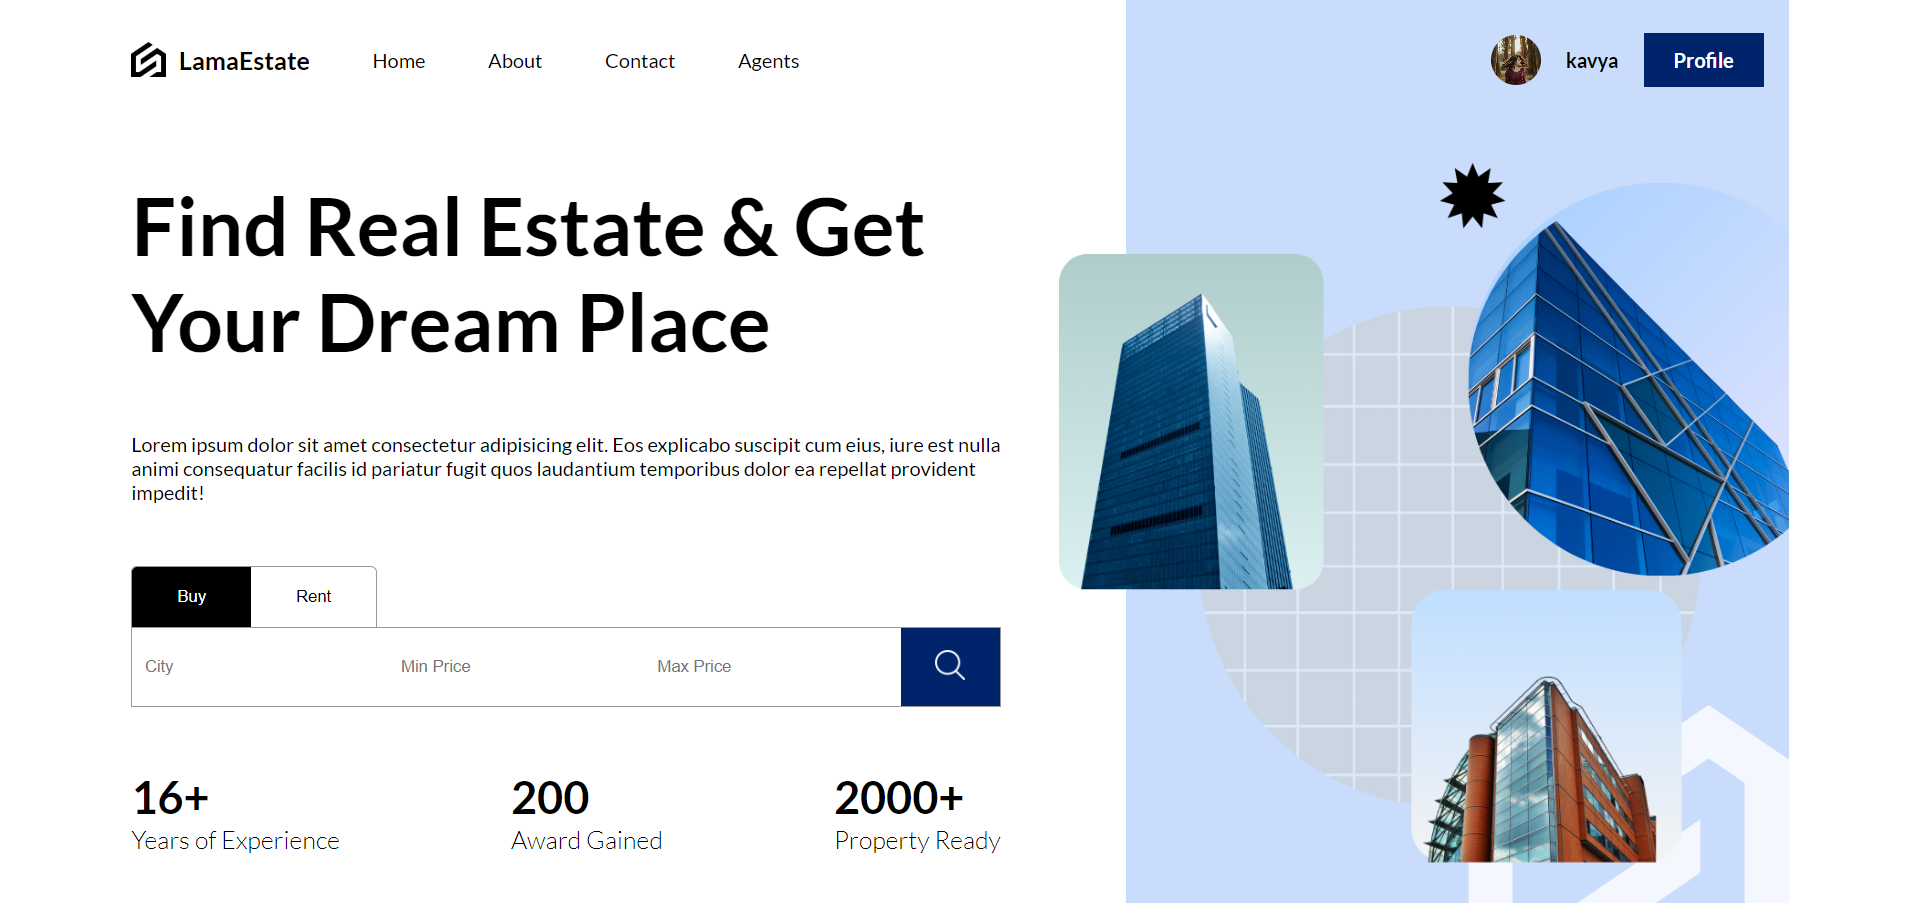 LamaEstate
Home
About
Contact
Agents
kavya
Profile
Find Real Estate & Get
Your Dream Place
Lorem ipsum dolor sit amet consectetur adipisicing elit. Eos explicabo suscipit cum eius, iure est nulla
animi consequatur facilis id pariatur fugit quos laudantium temporibus dolor ea repellat provident
impedit!
Buy
Rent
City
Min Price
Max Price
16+
Years of Experience
200
Award Gained
2000+
Property Ready